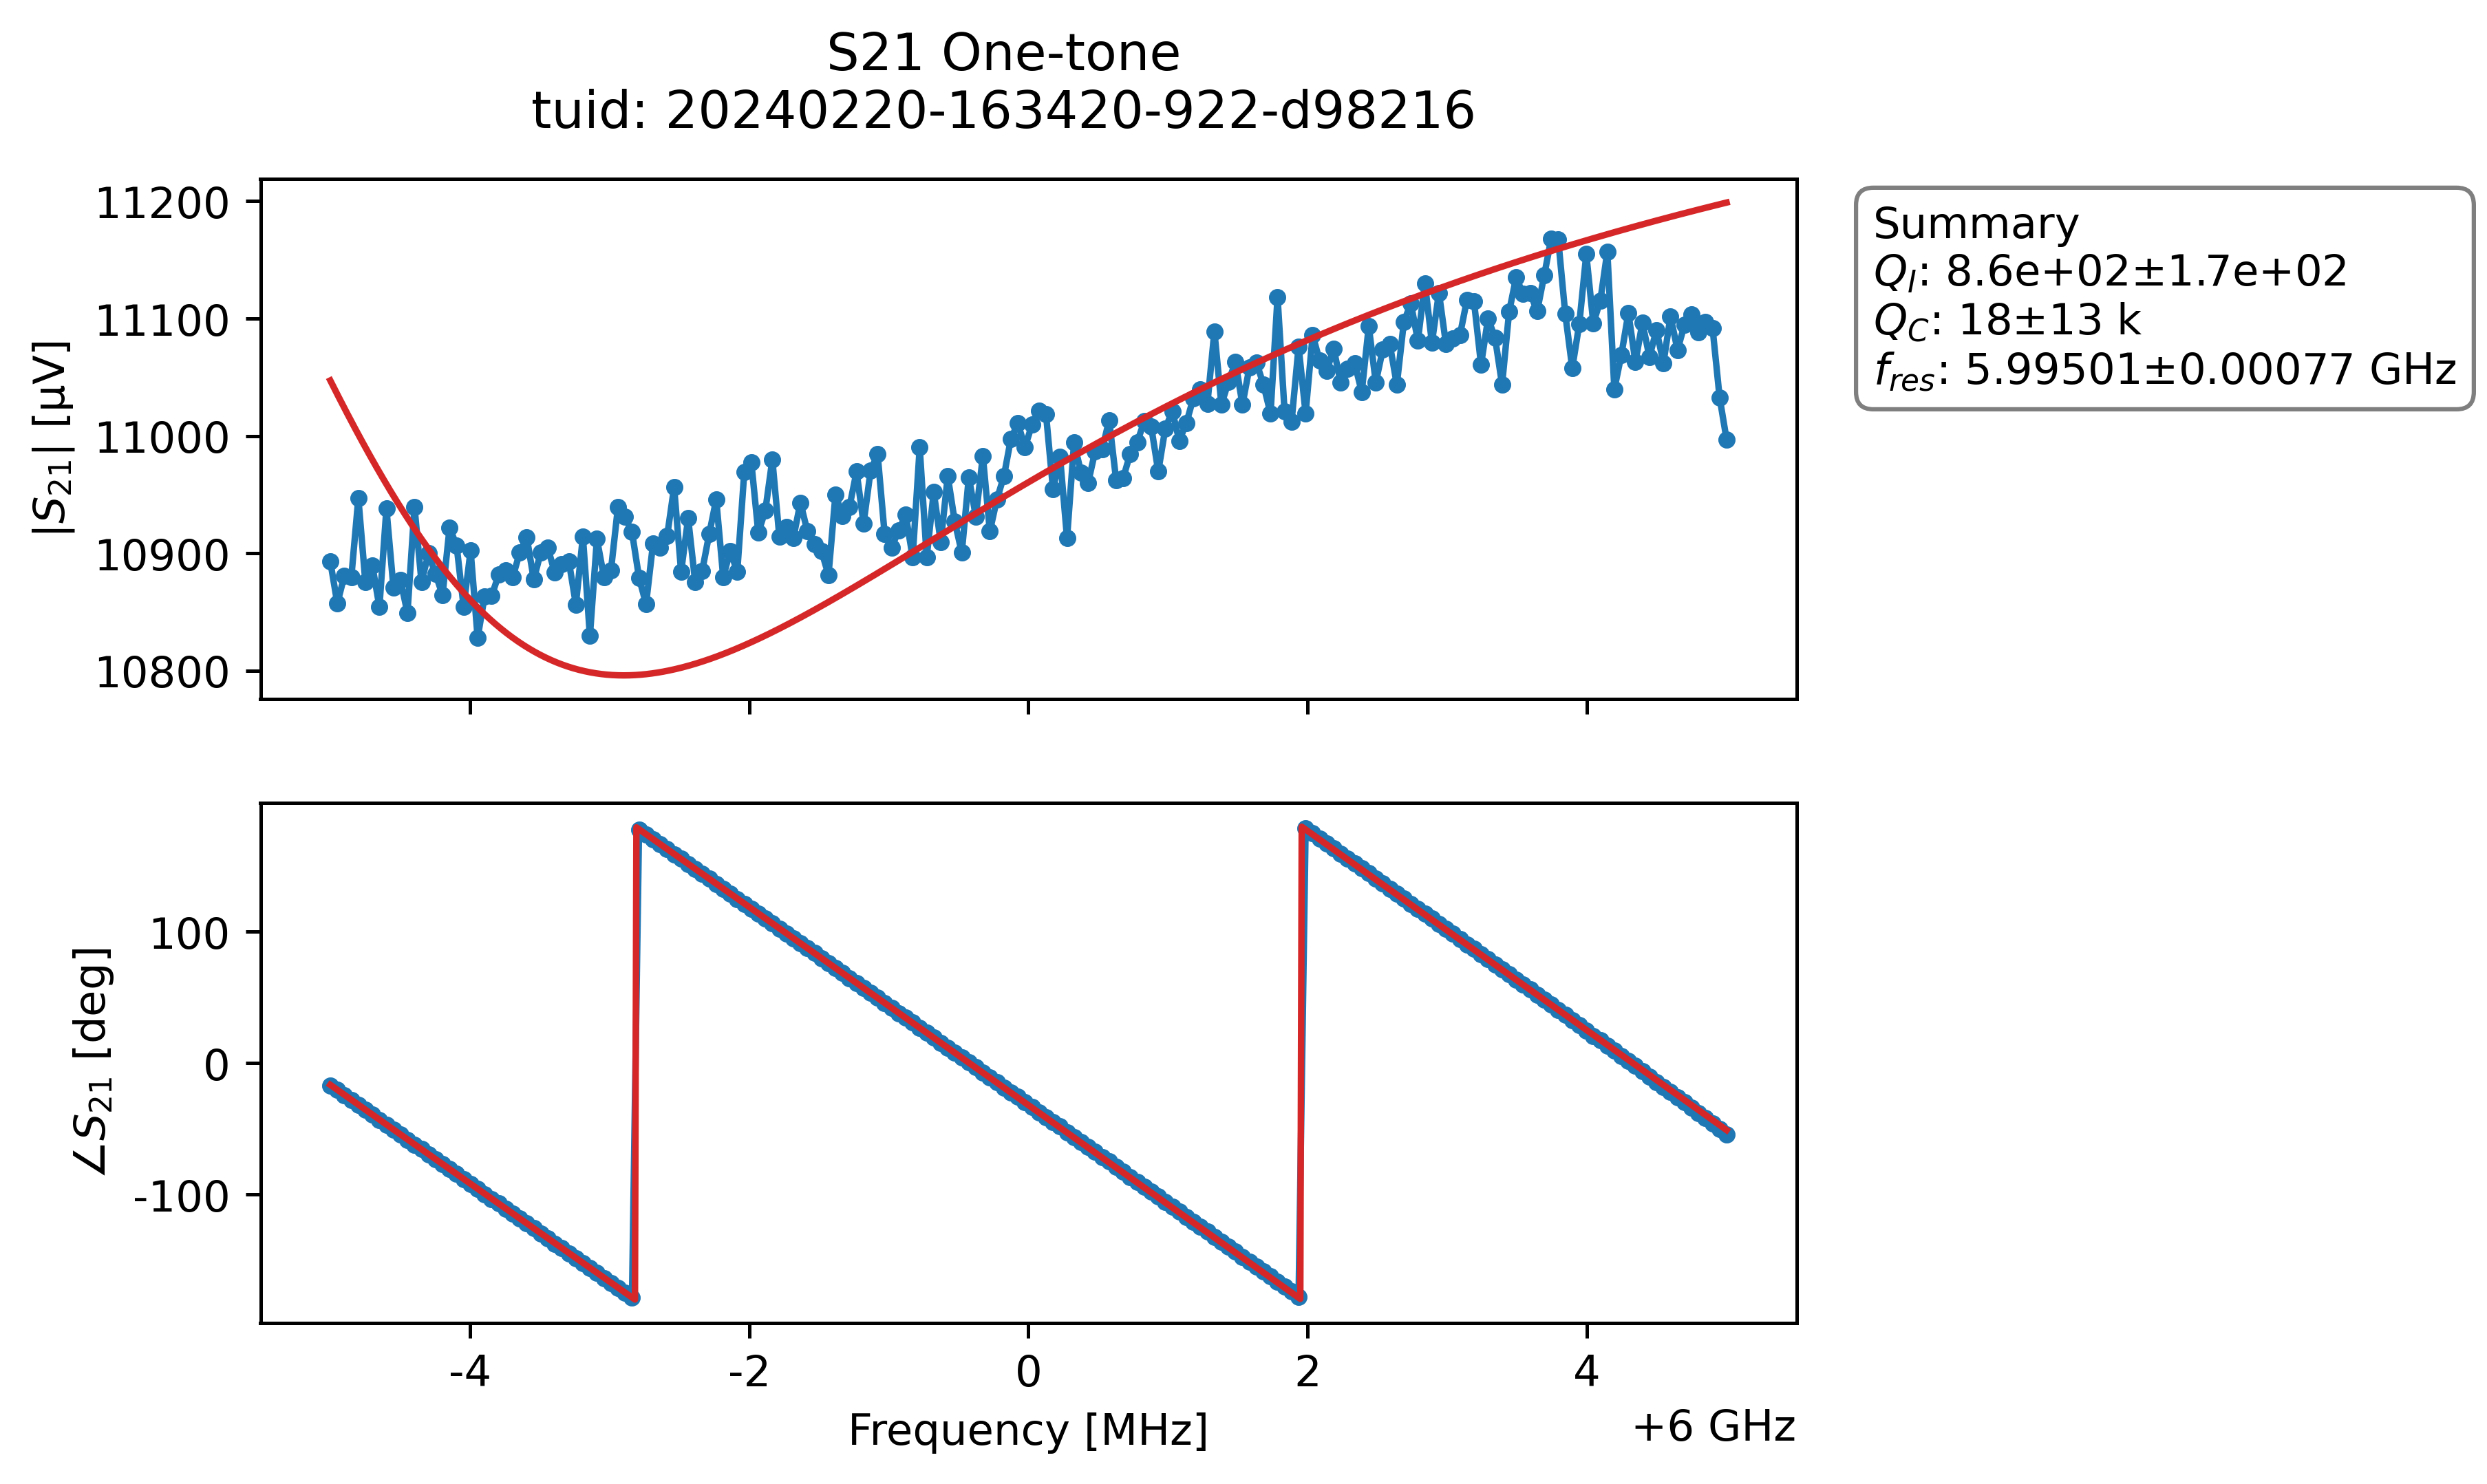 S21 One-tone
tuid: 20240220-163420-922-d98216
|S21| [µV]
11200
11100
11000
10900
10800
Summary
QI: 8.6e+02±1.7e+02
QC: 18±13 k
fres: 5.99501±0.00077 GHz
∠S21 [deg]
100
0
-100
-4
-2
0
2
4
Frequency [MHz]
+6 GHz